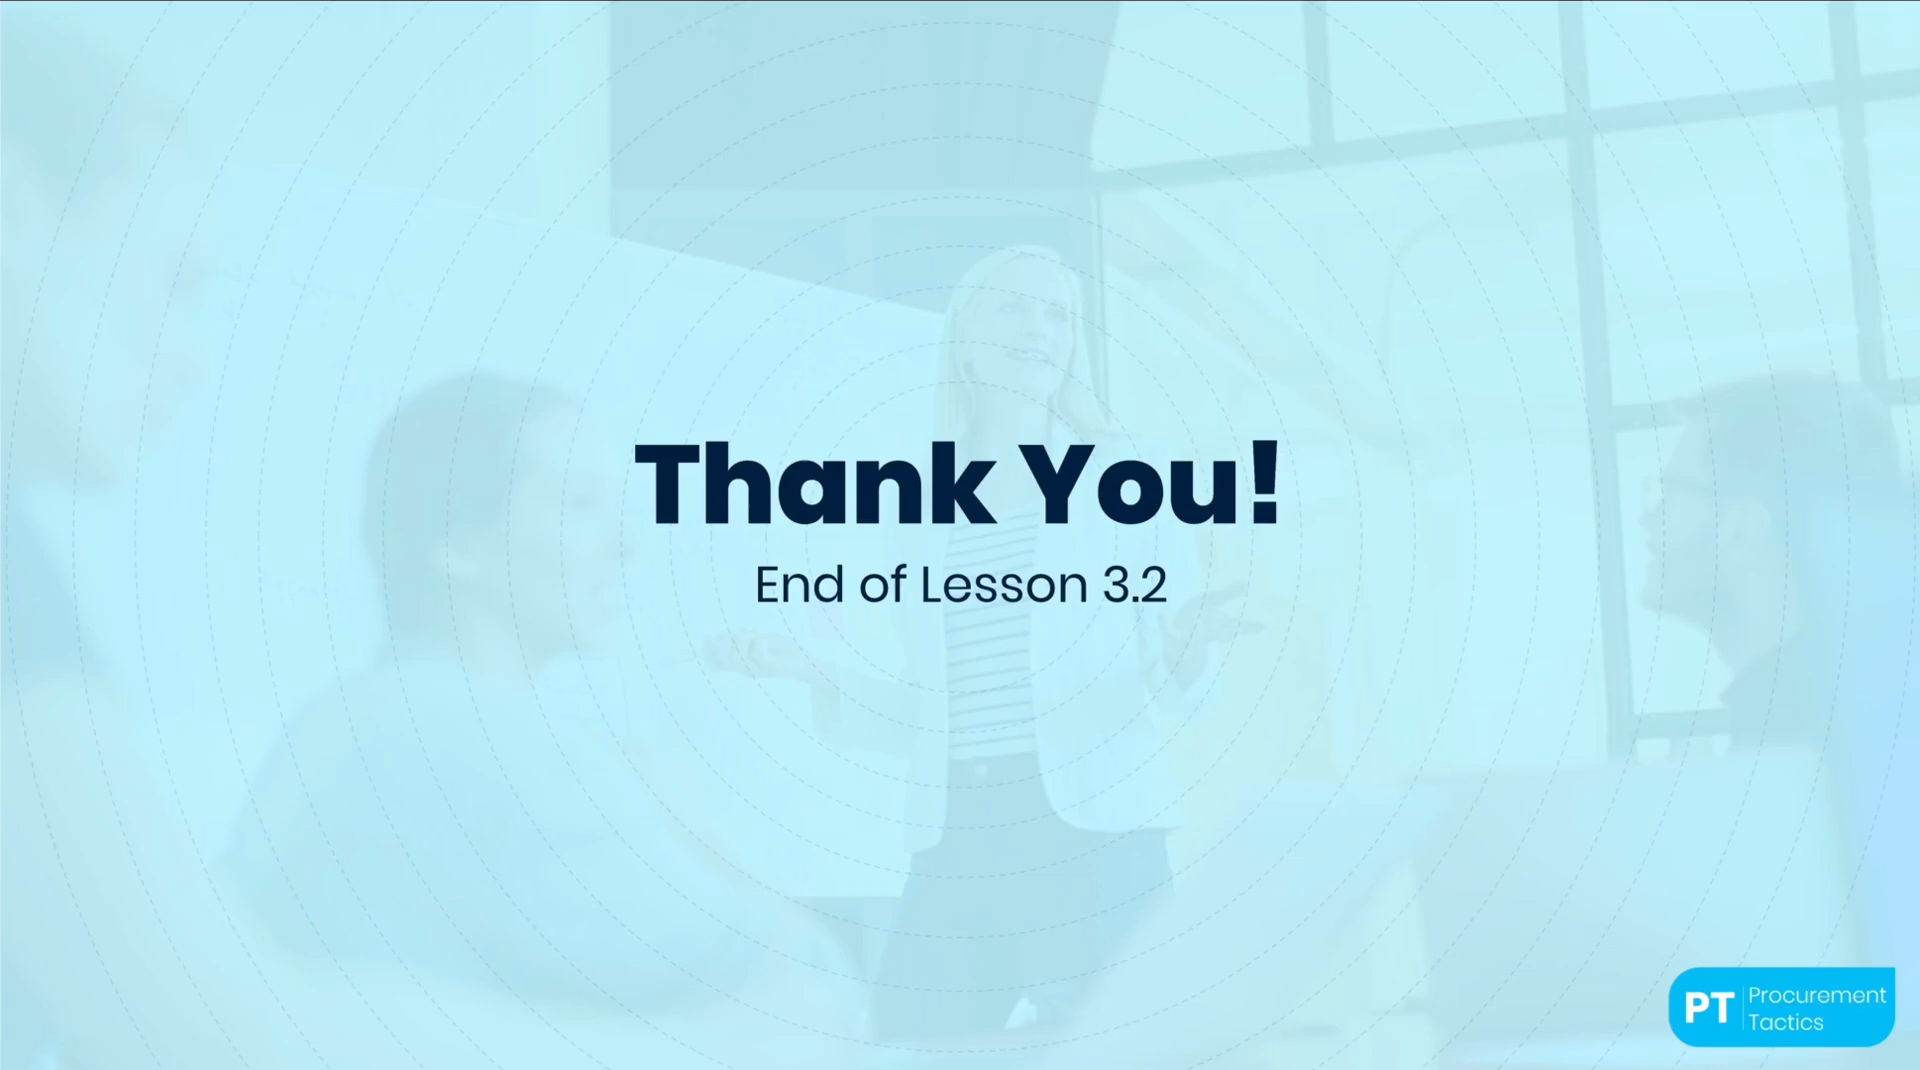 Thank You!
End of Lesson 3.2
PT Procurement
Tactics